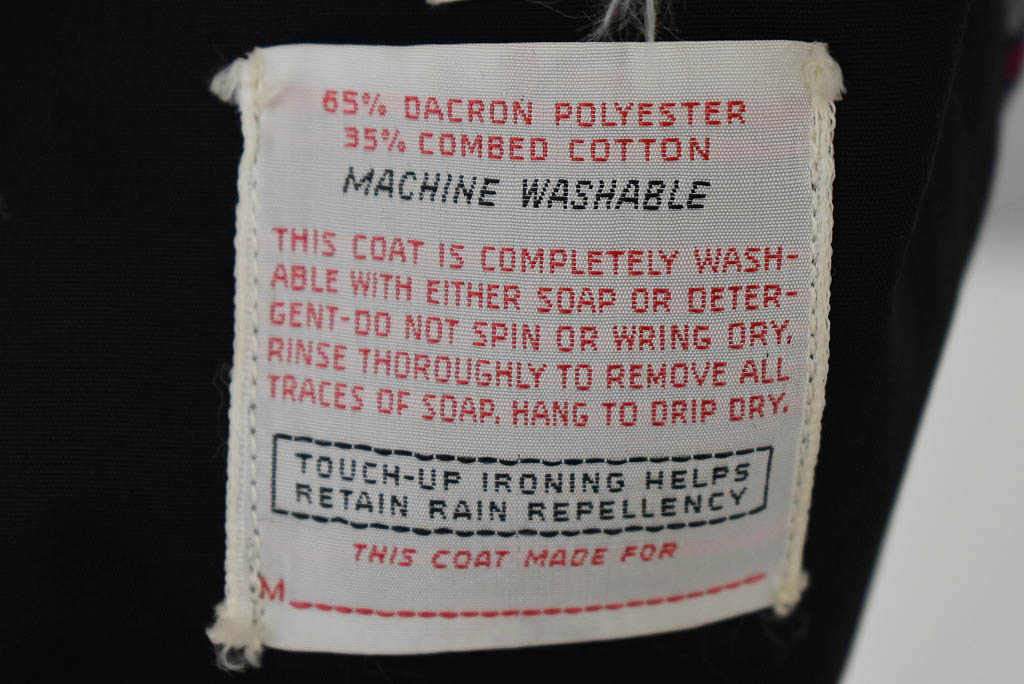 65% DACRON POLYESTER
35% COMBED COTTON
MACHINE WASHABLE
THIS COAT IS COMPLETELY WASH-
ABLE WITH EITHER SOAP OR DETER-
GENT-DO NOT SPIN OR WRING DRY.
RINSE THOROUGHLY TO REMOVE ALL
TRACES OF SOAP. HANG TO DRIP DRY.
TOUCH-UP IRONING HELPS
RETAIN RAIN REPELLENCY
THIS COAT MADE FOR
M